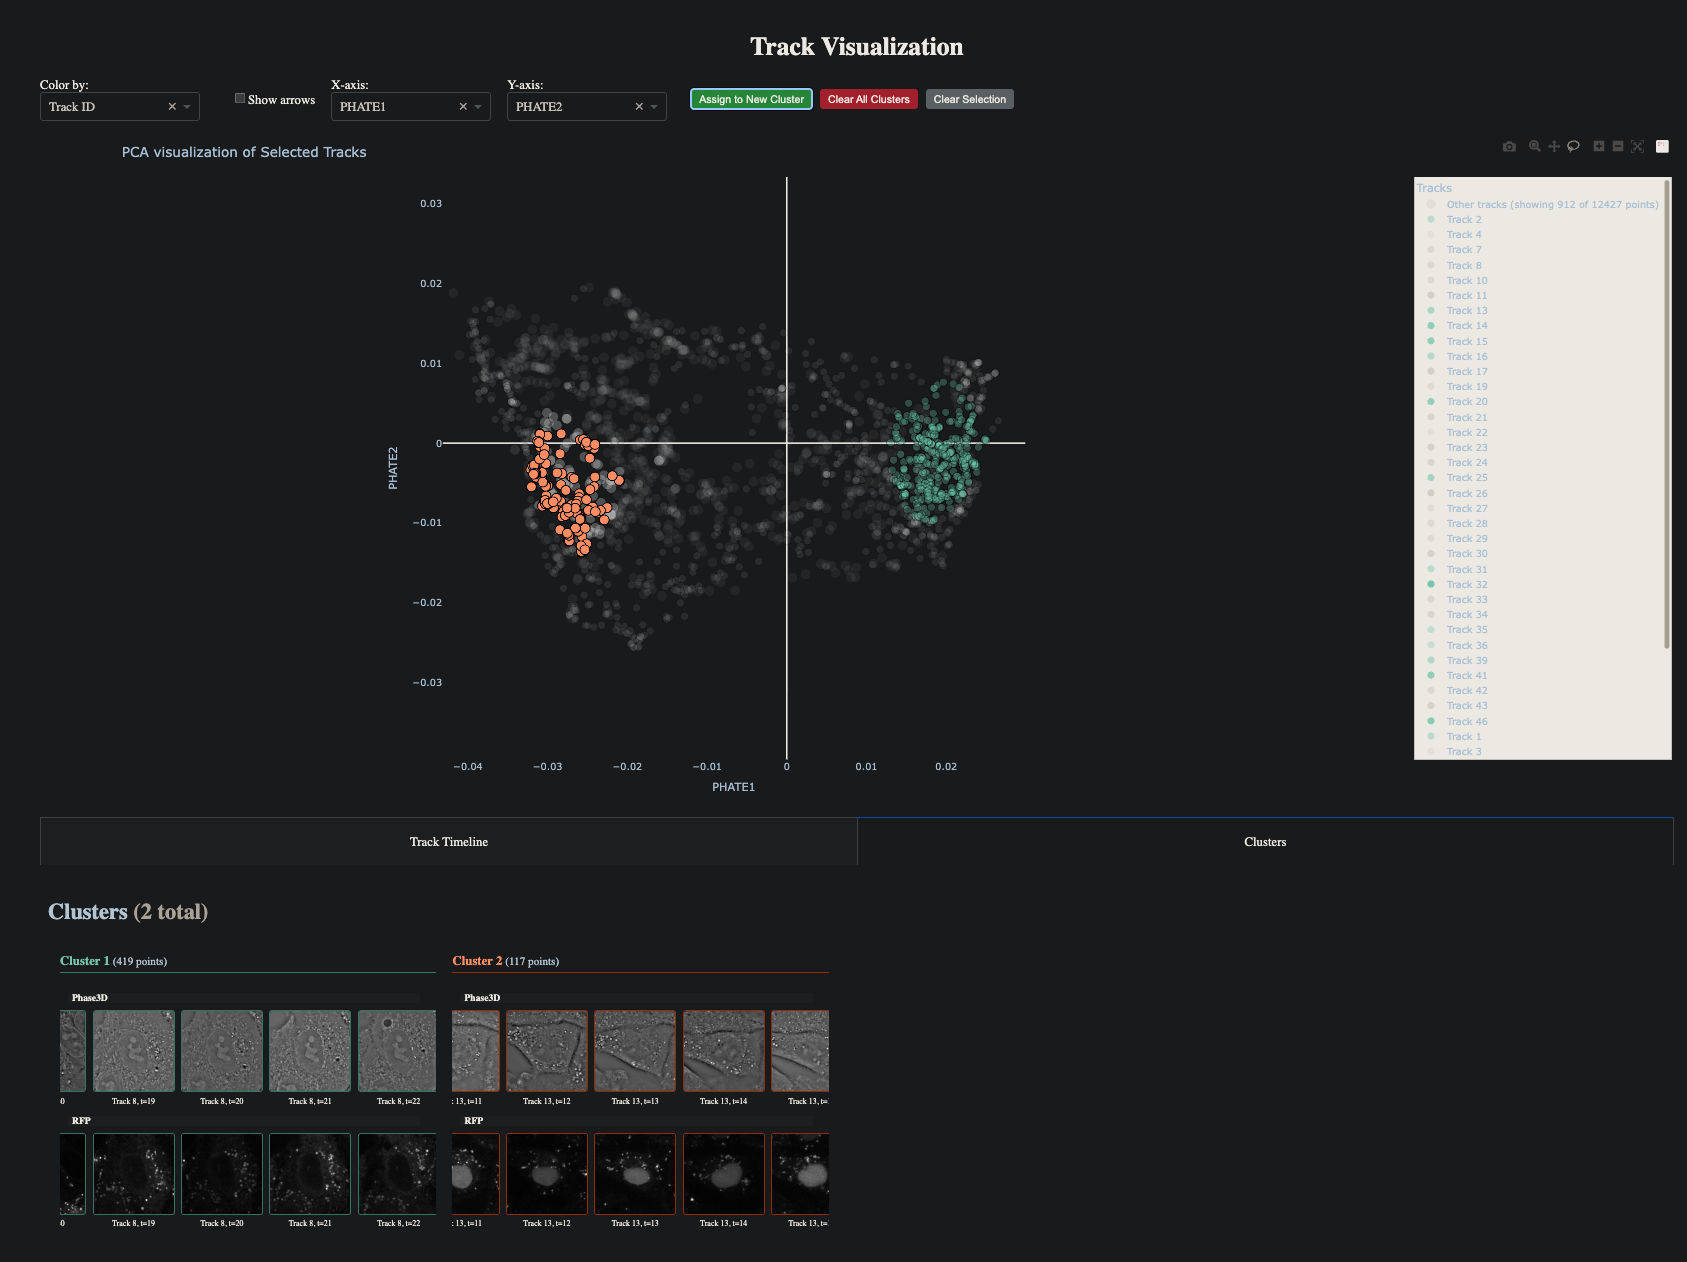 Track Visualization
Color by:
Track ID
Show arrows
X-axis:
PHATE1
Y-axis:
PHATE2
Assign to New Cluster
Clear All Clusters
Clear Selection
PCA visualization of Selected Tracks
0.03
0.02
0.01
0
−0.01
−0.02
−0.03
PHATE2
−0.04
−0.03
−0.02
−0.01
0
0.01
0.02
PHATE1
Tracks
Other tracks (showing 912 of 12427 points)
Track 2
Track 4
Track 7
Track 8
Track 10
Track 11
Track 13
Track 14
Track 15
Track 16
Track 17
Track 19
Track 20
Track 21
Track 22
Track 23
Track 24
Track 25
Track 26
Track 27
Track 28
Track 29
Track 30
Track 31
Track 32
Track 33
Track 34
Track 35
Track 36
Track 39
Track 41
Track 42
Track 43
Track 46
Track 1
Track 3
Track Timeline
Clusters
Clusters (2 total)
Cluster 1 (419 points)
Phase3D
0
Track 8, t=19
Track 8, t=20
Track 8, t=21
Track 8, t=22
RFP
0
Track 8, t=19
Track 8, t=20
Track 8, t=21
Track 8, t=22
Cluster 2 (117 points)
Phase3D
13, t=11
Track 13, t=12
Track 13, t=13
Track 13, t=14
Track 13, t=
RFP
13, t=11
Track 13, t=12
Track 13, t=13
Track 13, t=14
Track 13, t=